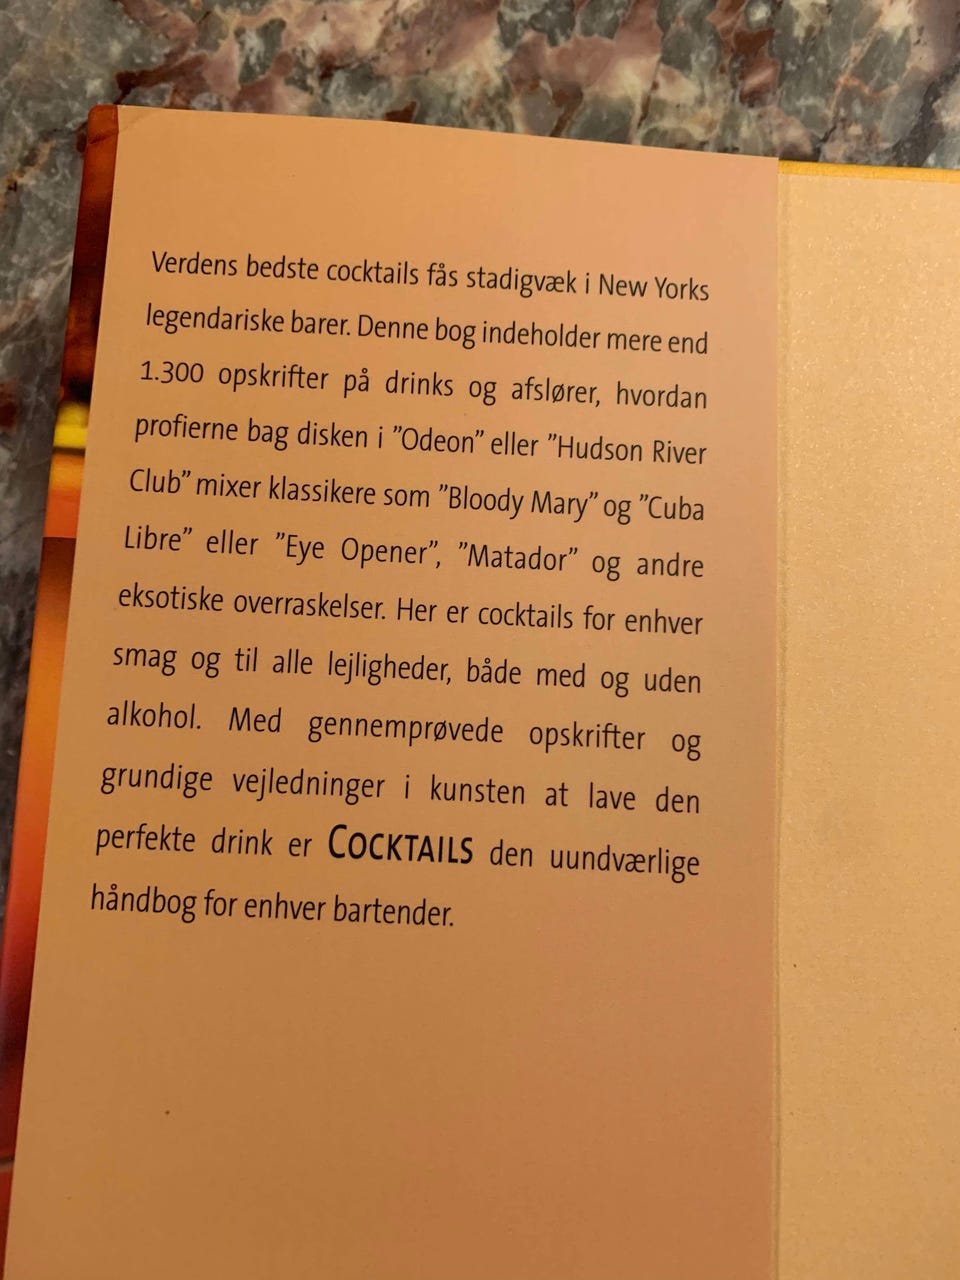 Verdens bedste cocktails fås stadigvæk i New Yorks
legendariske barer. Denne bog indeholder mere end
1.300 opskrifter på drinks og afslører, hvordan
profierne bag disken i ”Odeon” eller ”Hudson River
Club” mixer klassikere som ”Bloody Mary” og ”Cuba
Libre” eller ”Eye Opener”, ”Matador” og andre
eksotiske overraskelser. Her er cocktails for enhver
smag og til alle lejligheder, både med og uden
alkohol. Med gennemprøvede opskrifter og
grundige vejledninger i kunsten at lave den
perfekte drink er COCKTAILS den uundværlige
håndbog for enhver bartender.